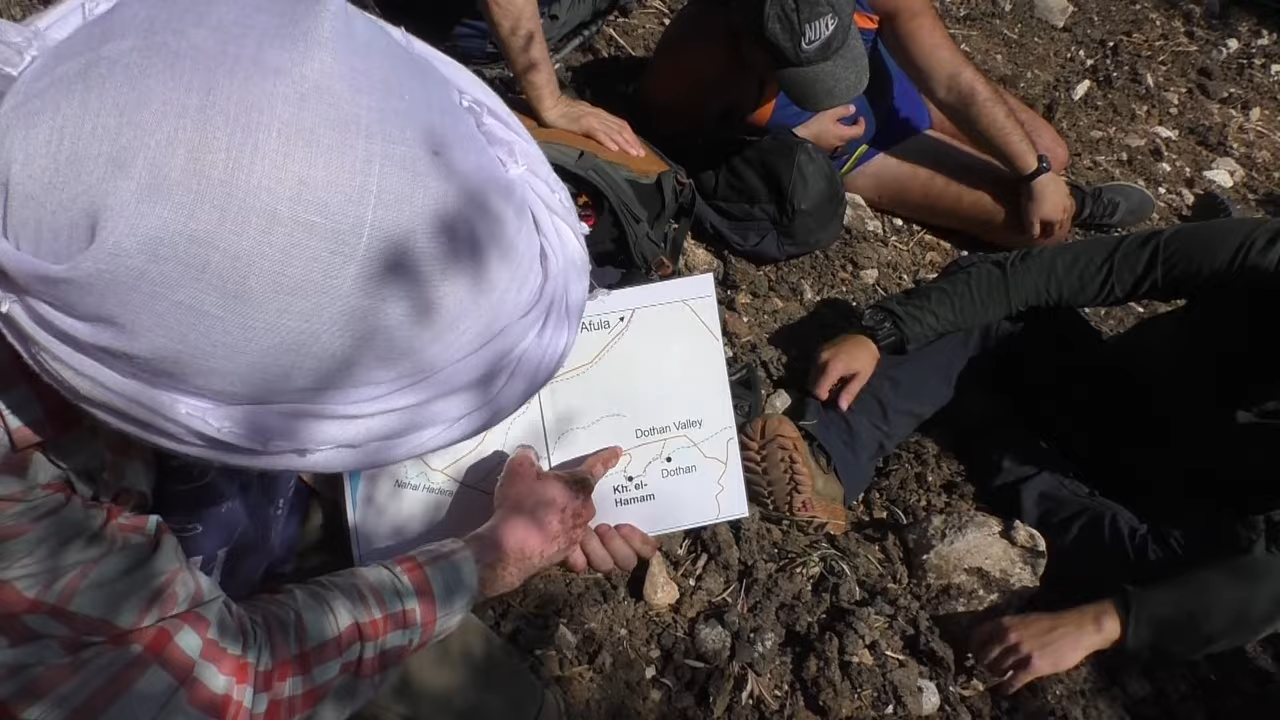 NIKE
Afula
Dothan Valley
Dothan
Kh. el-
Hamam
Nahal Hadera